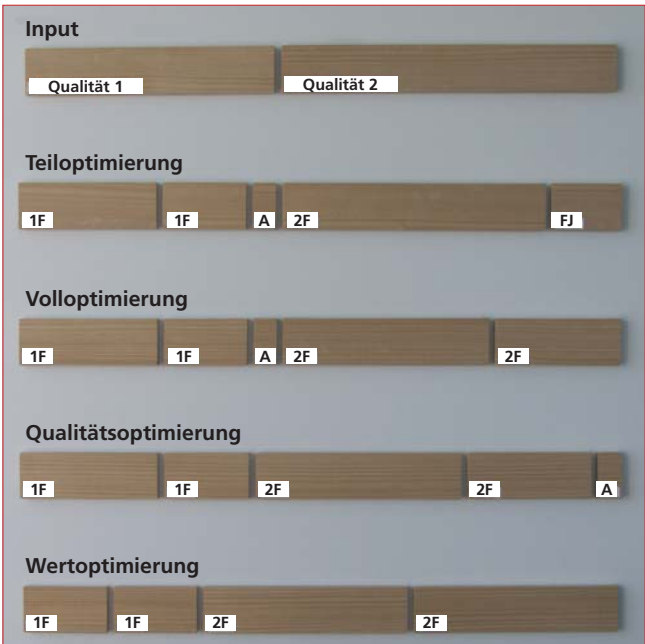 Input
Qualität 1 Qualität 2
Teiloptimierung
1F 1F A 2F FJ
Volloptimierung
1F 1F A 2F 2F
Qualitätsoptimierung
1F 1F 2F 2F A
Wertoptimierung
1F 1F 2F 2F